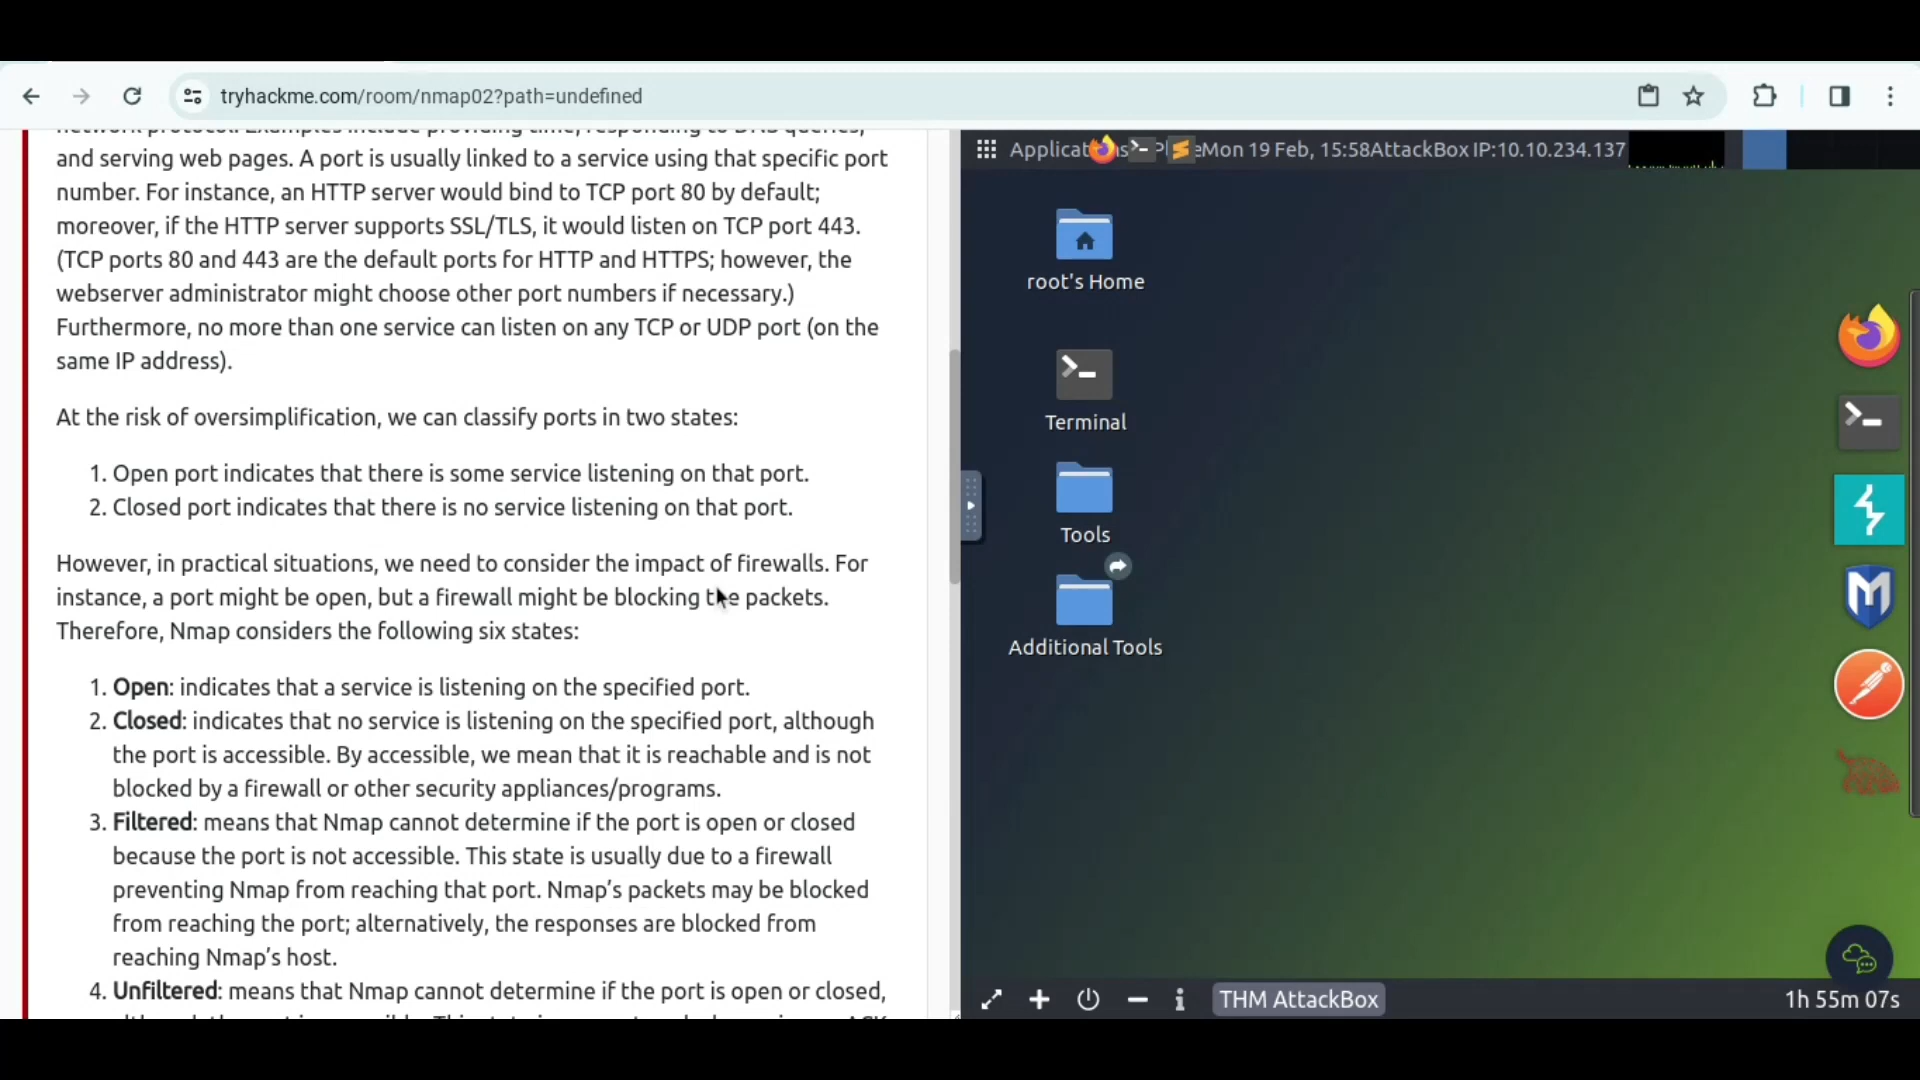 tryhackme.com/room/nmap02?path=undefined
and serving web pages. A port is usually linked to a service using that specific port
number. For instance, an HTTP server would bind to TCP port 80 by default;
moreover, if the HTTP server supports SSL/TLS, it would listen on TCP port 443.
(TCP ports 80 and 443 are the default ports for HTTP and HTTPS; however, the
webserver administrator might choose other port numbers if necessary.)
Furthermore, no more than one service can listen on any TCP or UDP port (on the
same IP address).
At the risk of oversimplification, we can classify ports in two states:
1. Open port indicates that there is some service listening on that port.
2. Closed port indicates that there is no service listening on that port.
However, in practical situations, we need to consider the impact of firewalls. For
instance, a port might be open, but a firewall might be blocking the packets.
Therefore, Nmap considers the following six states:
1. Open: indicates that a service is listening on the specified port.
2. Closed: indicates that no service is listening on the specified port, although
the port is accessible. By accessible, we mean that it is reachable and is not
blocked by a firewall or other security appliances/programs.
3. Filtered: means that Nmap cannot determine if the port is open or closed
because the port is not accessible. This state is usually due to a firewall
preventing Nmap from reaching that port. Nmap's packets may be blocked
from reaching the port; alternatively, the responses are blocked from
reaching Nmap's host.
4. Unfiltered: means that Nmap cannot determine if the port is open or closed,
Mon 19 Feb, 15:58 AttackBox IP:10.10.234.137
root's Home
Terminal
Tools
Additional Tools
THM AttackBox
1h 55m 07s